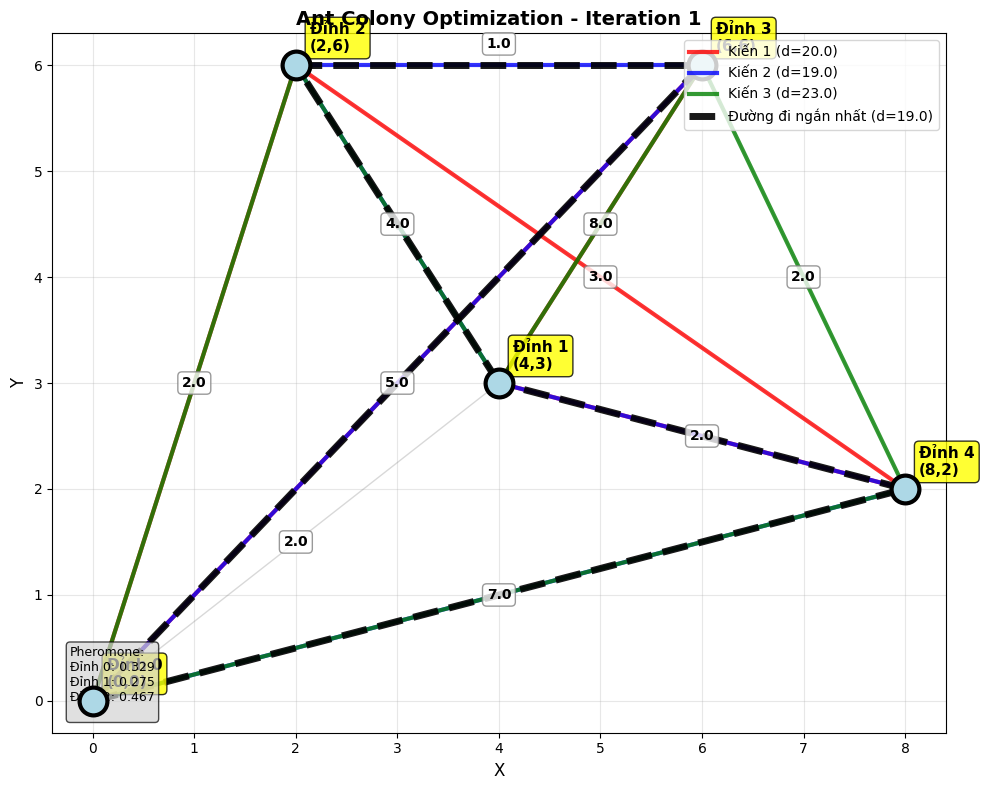 Ant Colony Optimization - Iteration 1
Đỉnh 2
(2,6)
Đỉnh 3
1.0
Kiến 1 (d=20.0)
Kiến 2 (d=19.0)
Kiến 3 (d=23.0)
Đường đi ngắn nhất (d=19.0)
4.0
8.0
3.0
2.0
2.0
5.0
Đỉnh 1
(4,3)
2.0
Đỉnh 4
(8,2)
2.0
7.0
Pheromone:
Đỉnh 0: 0.329
Đỉnh 1: 0.275
0.467
6
5
4
3
2
1
0
Y
0
1
2
3
4
5
6
7
8
X